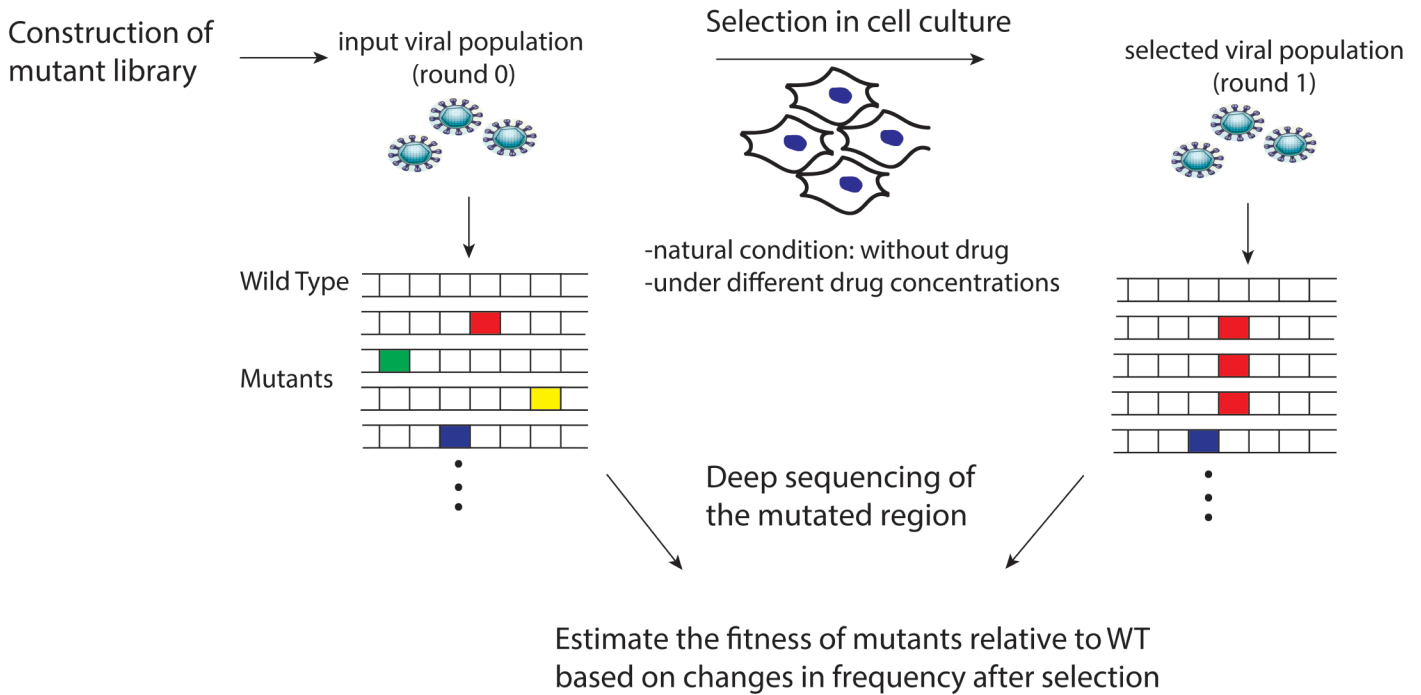 Construction of
mutant library
input viral population
(round 0)
Selection in cell culture
selected viral population
(round 1)
-natural condition: without drug
-under different drug concentrations
Wild Type
Mutants
Deep sequencing of
the mutated region
Estimate the fitness of mutants relative to WT
based on changes in frequency after selection